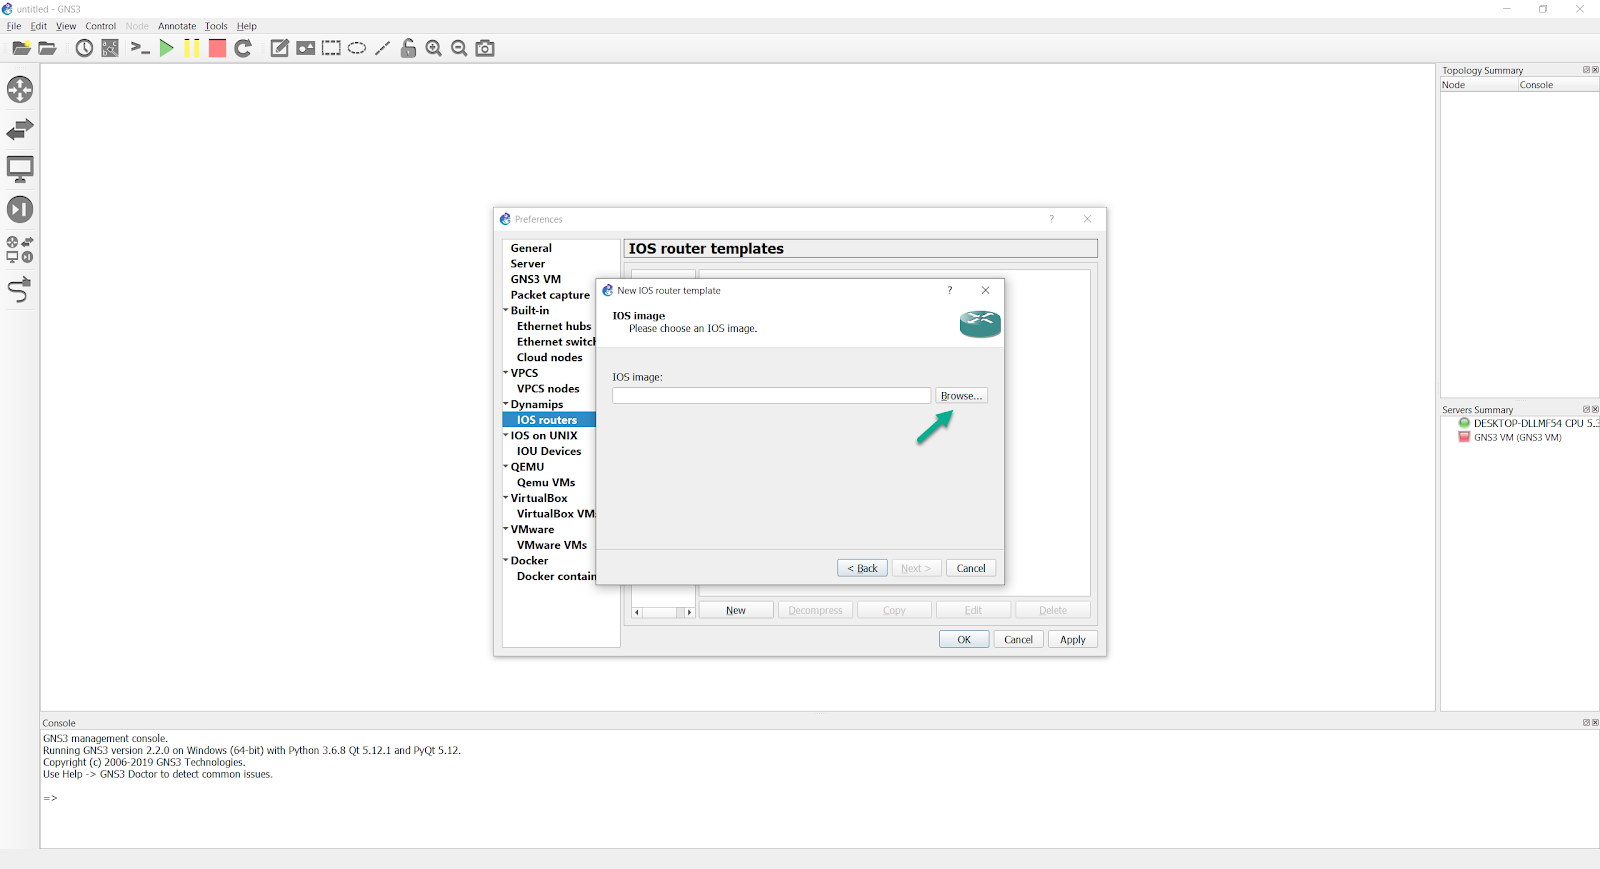 untitled - GNS3
File Edit View Control Node Annotate Tools Help
Topology Summary
Node Console
Preferences
?
General
Server
GNS3 VM
Packet capture
Built-in
Ethernet hubs
Ethernet switch
Cloud nodes
VPCS
VPCS nodes
Dynamips
IOS routers
IOS on UNIX
IOU Devices
QEMU
Qemu VMs
VirtualBox
VirtualBox VMs
VMware
VMware VMs
Docker
Docker contain
IOS router templates
New IOS router template
?
IOS image
Please choose an IOS image.
IOS image:
Browse...
< Back Next > Cancel
New Decompress Copy Edit Delete
OK Cancel Apply
Servers Summary
DESKTOP-DLLMF54 CPU 5.3
GNS3 VM (GNS3 VM)
Console
GNS3 management console.
Running GNS3 version 2.2.0 on Windows (64-bit) with Python 3.6.8 Qt 5.12.1 and PyQt 5.12.
Copyright (c) 2006-2019 GNS3 Technologies.
Use Help -> GNS3 Doctor to detect common issues.
=>